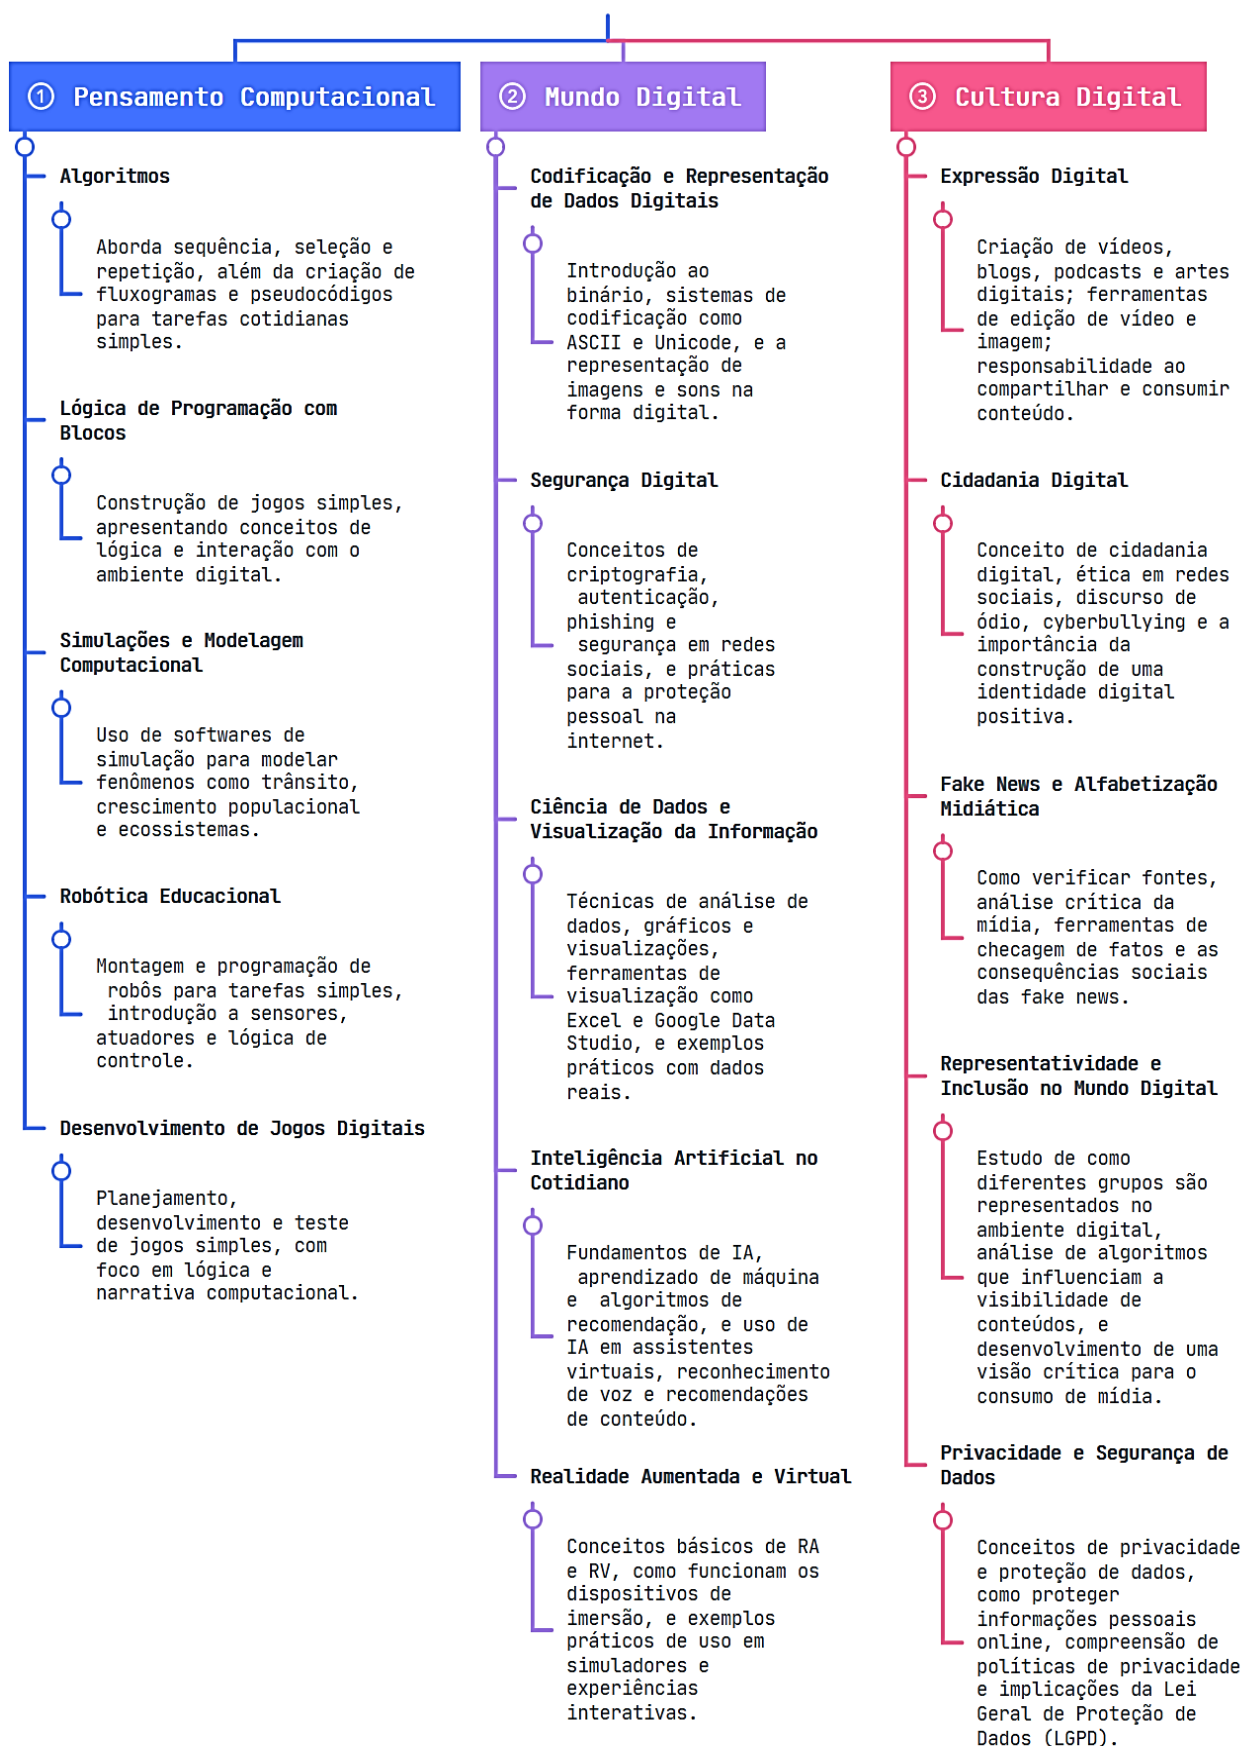 ① Pensamento Computacional
Algoritmos
Aborda sequência, seleção e
repetição, além da criação de
fluxogramas e pseudocódigos
para tarefas cotidianas
simples.
Lógica de Programação com
Blocos
Construção de jogos simples,
apresentando conceitos de
lógica e interação com o
ambiente digital.
Simulações e Modelagem
Computacional
Uso de softwares de
simulação para modelar
fenômenos como trânsito,
crescimento populacional
e ecossistemas.
Robótica Educacional
Montagem e programação de
robôs para tarefas simples,
introdução a sensores,
atuadores e lógica de
controle.
Desenvolvimento de Jogos Digitais
Planejamento,
desenvolvimento e teste
de jogos simples, com
foco em lógica e
narrativa computacional.
② Mundo Digital
Codificação e Representação
de Dados Digitais
Introdução ao
binário, sistemas de
codificação como
ASCII e Unicode, e a
representação de
imagens e sons na
forma digital.
Segurança Digital
Conceitos de
criptografia,
autenticação,
phishing e
segurança em redes
sociais, e práticas
para a proteção
pessoal na
internet.
Ciência de Dados e
Visualização da Informação
Técnicas de análise de
dados, gráficos e
visualizações,
ferramentas de
visualização como
Excel e Google Data
Studio, e exemplos
práticos com dados
reais.
Inteligência Artificial no
Cotidiano
Fundamentos de IA,
aprendizado de máquina
e algoritmos de
recomendação, e uso de
IA em assistentes
virtuais, reconhecimento
de voz e recomendações
de conteúdo.
Realidade Aumentada e Virtual
Conceitos básicos de RA
e RV, como funcionam os
dispositivos de
imersão, e exemplos
práticos de uso em
simuladores e
experiências
interativas.
③ Cultura Digital
Expressão Digital
Criação de vídeos,
blogs, podcasts e artes
digitais; ferramentas
de edição de vídeo e
imagem;
responsabilidade ao
compartilhar e consumir
conteúdo.
Cidadania Digital
Conceito de cidadania
digital, ética em redes
sociais, discurso de
ódio, cyberbullying e a
importância da
construção de uma
identidade digital
positiva.
Fake News e Alfabetização
Midiática
Como verificar fontes,
análise crítica da
mídia, ferramentas de
checagem de fatos e as
consequências sociais
das fake news.
Representatividade e
Inclusão no Mundo Digital
Estudo de como
diferentes grupos são
representados no
ambiente digital,
análise de algoritmos
que influenciam a
visibilidade de
conteúdos, e
desenvolvimento de uma
visão crítica para o
consumo de mídia.
Privacidade e Segurança de
Dados
Conceitos de privacidade
e proteção de dados,
como proteger
informações pessoais
online, compreensão de
políticas de privacidade
e implicações da Lei
Geral de Proteção de
Dados (LGPD).